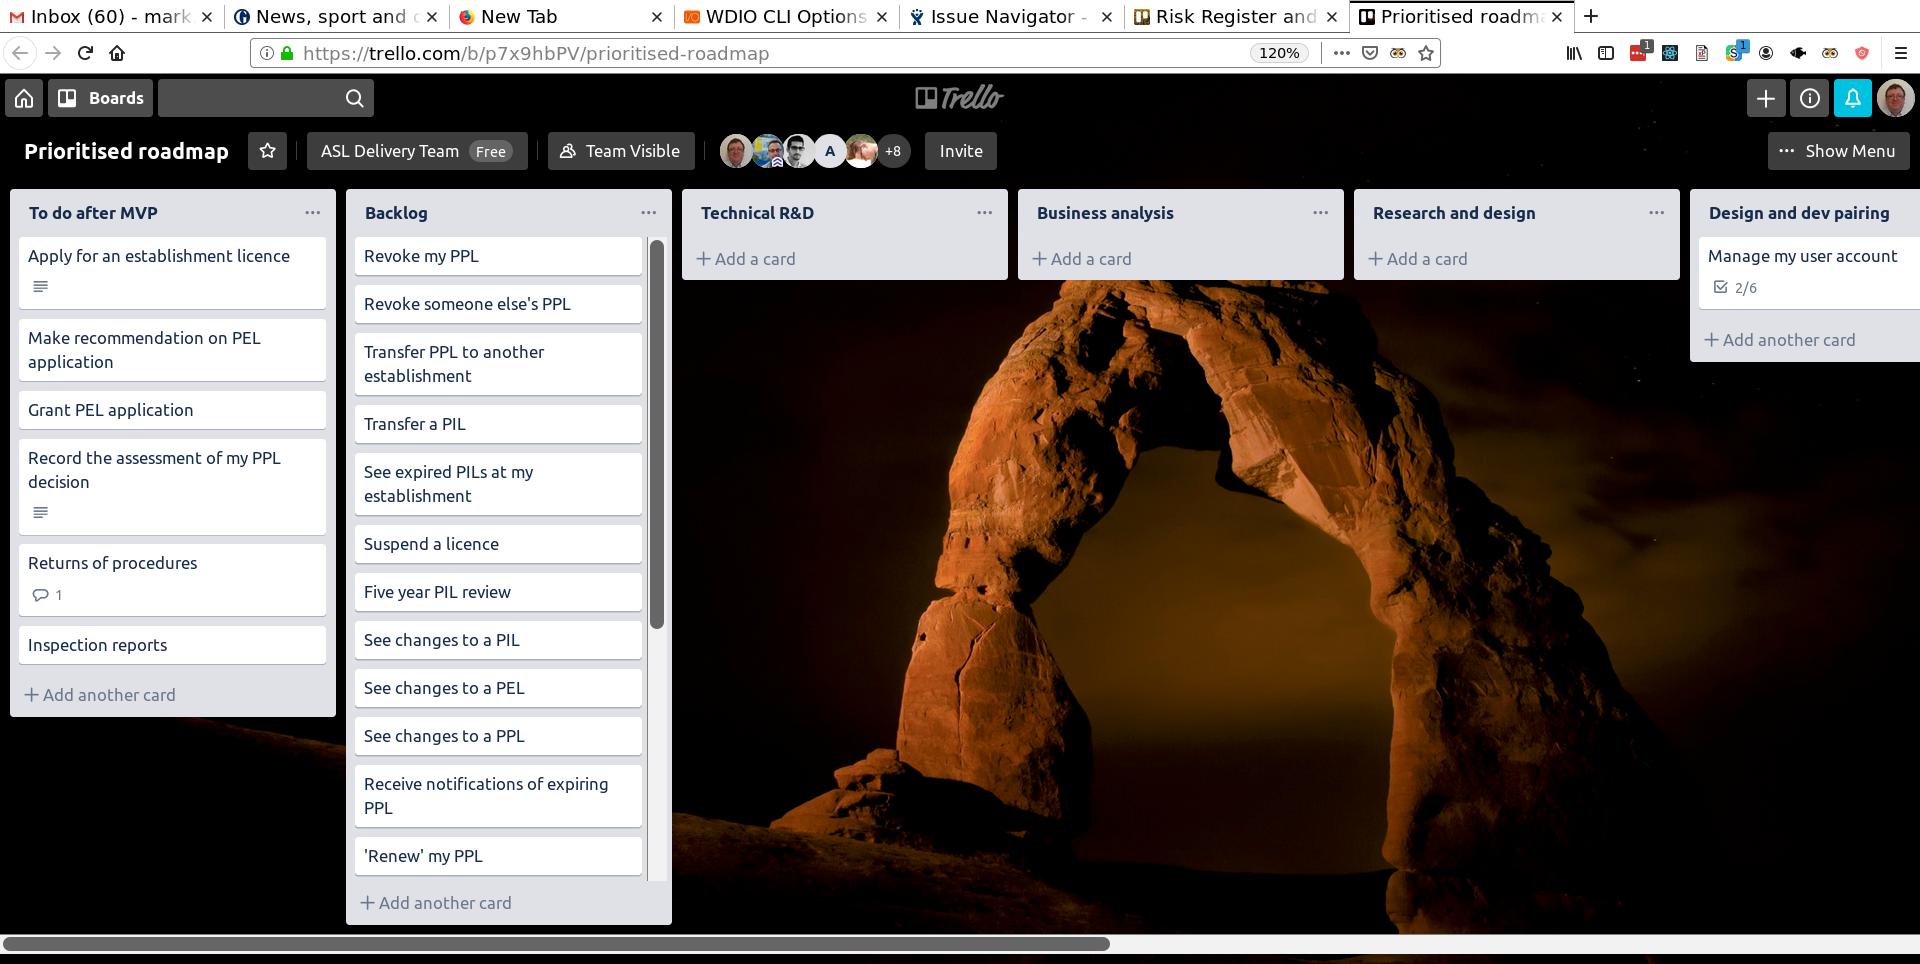 Inbox (60) - mark
News, sport and o
New Tab
WDIO CLI Options
Issue Navigator -
Risk Register and
Prioritised roadma
https://trello.com/b/p7x9hbPV/prioritised-roadmap
120%
1
1
Boards
Trello
Prioritised roadmap
ASL Delivery Team
Free
Team Visible
A
+8
Invite
Show Menu
To do after MVP
Apply for an establishment licence
Make recommendation on PEL
application
Grant PEL application
Record the assessment of my PPL
decision
Returns of procedures
1
Inspection reports
Add another card
Backlog
Revoke my PPL
Revoke someone else's PPL
Transfer PPL to another
establishment
Transfer a PIL
See expired PILs at my
establishment
Suspend a licence
Five year PIL review
See changes to a PIL
See changes to a PEL
See changes to a PPL
Receive notifications of expiring
PPL
'Renew' my PPL
Add another card
Technical R&D
Add a card
Business analysis
Add a card
Research and design
Add a card
Design and dev pairing
Manage my user account
2/6
Add another card